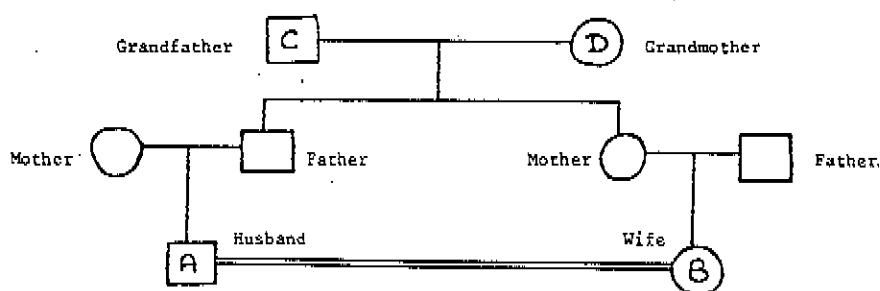 Grandfather C D Grandmother
Mother Father Mother Father
Husband Wife
A B